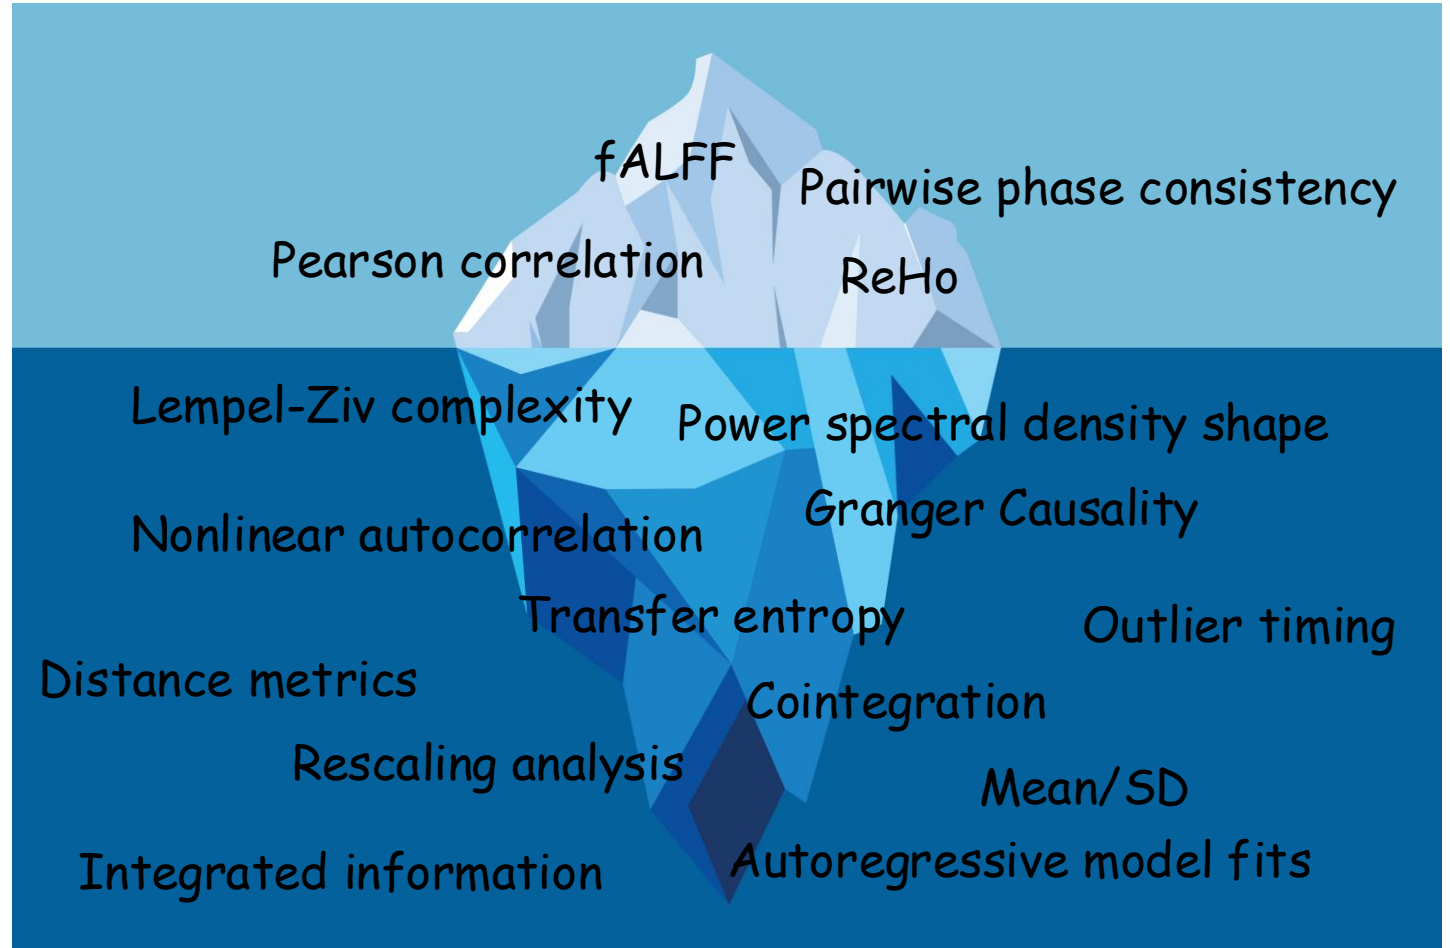 fALFF
Pairwise phase consistency
Pearson correlation
ReHo
Lempel-Ziv complexity
Power spectral density shape
Granger Causality
Nonlinear autocorrelation
Transfer entropy
Outlier timing
Distance metrics
Cointegration
Rescaling analysis
Mean/SD
Integrated information
Autoregressive model fits